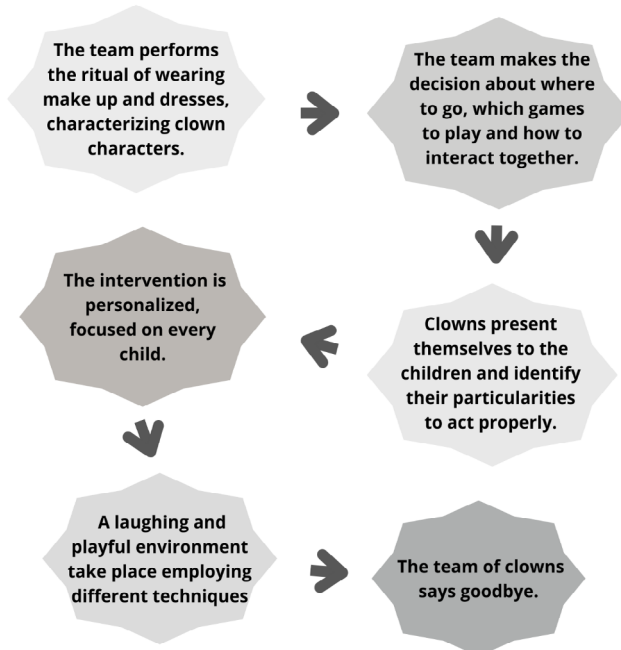 The team performs
the ritual of wearing
make up and dresses,
characterizing clown
characters.
The team makes the
decision about where
to go, which games
to play and how to
interact together.
Clowns present
themselves to the
children and identify
their particularities
to act properly.
The intervention is
personalized,
focused on every
child.
A laughing and
playful environment
take place employing
different techniques
The team of clowns
says goodbye.